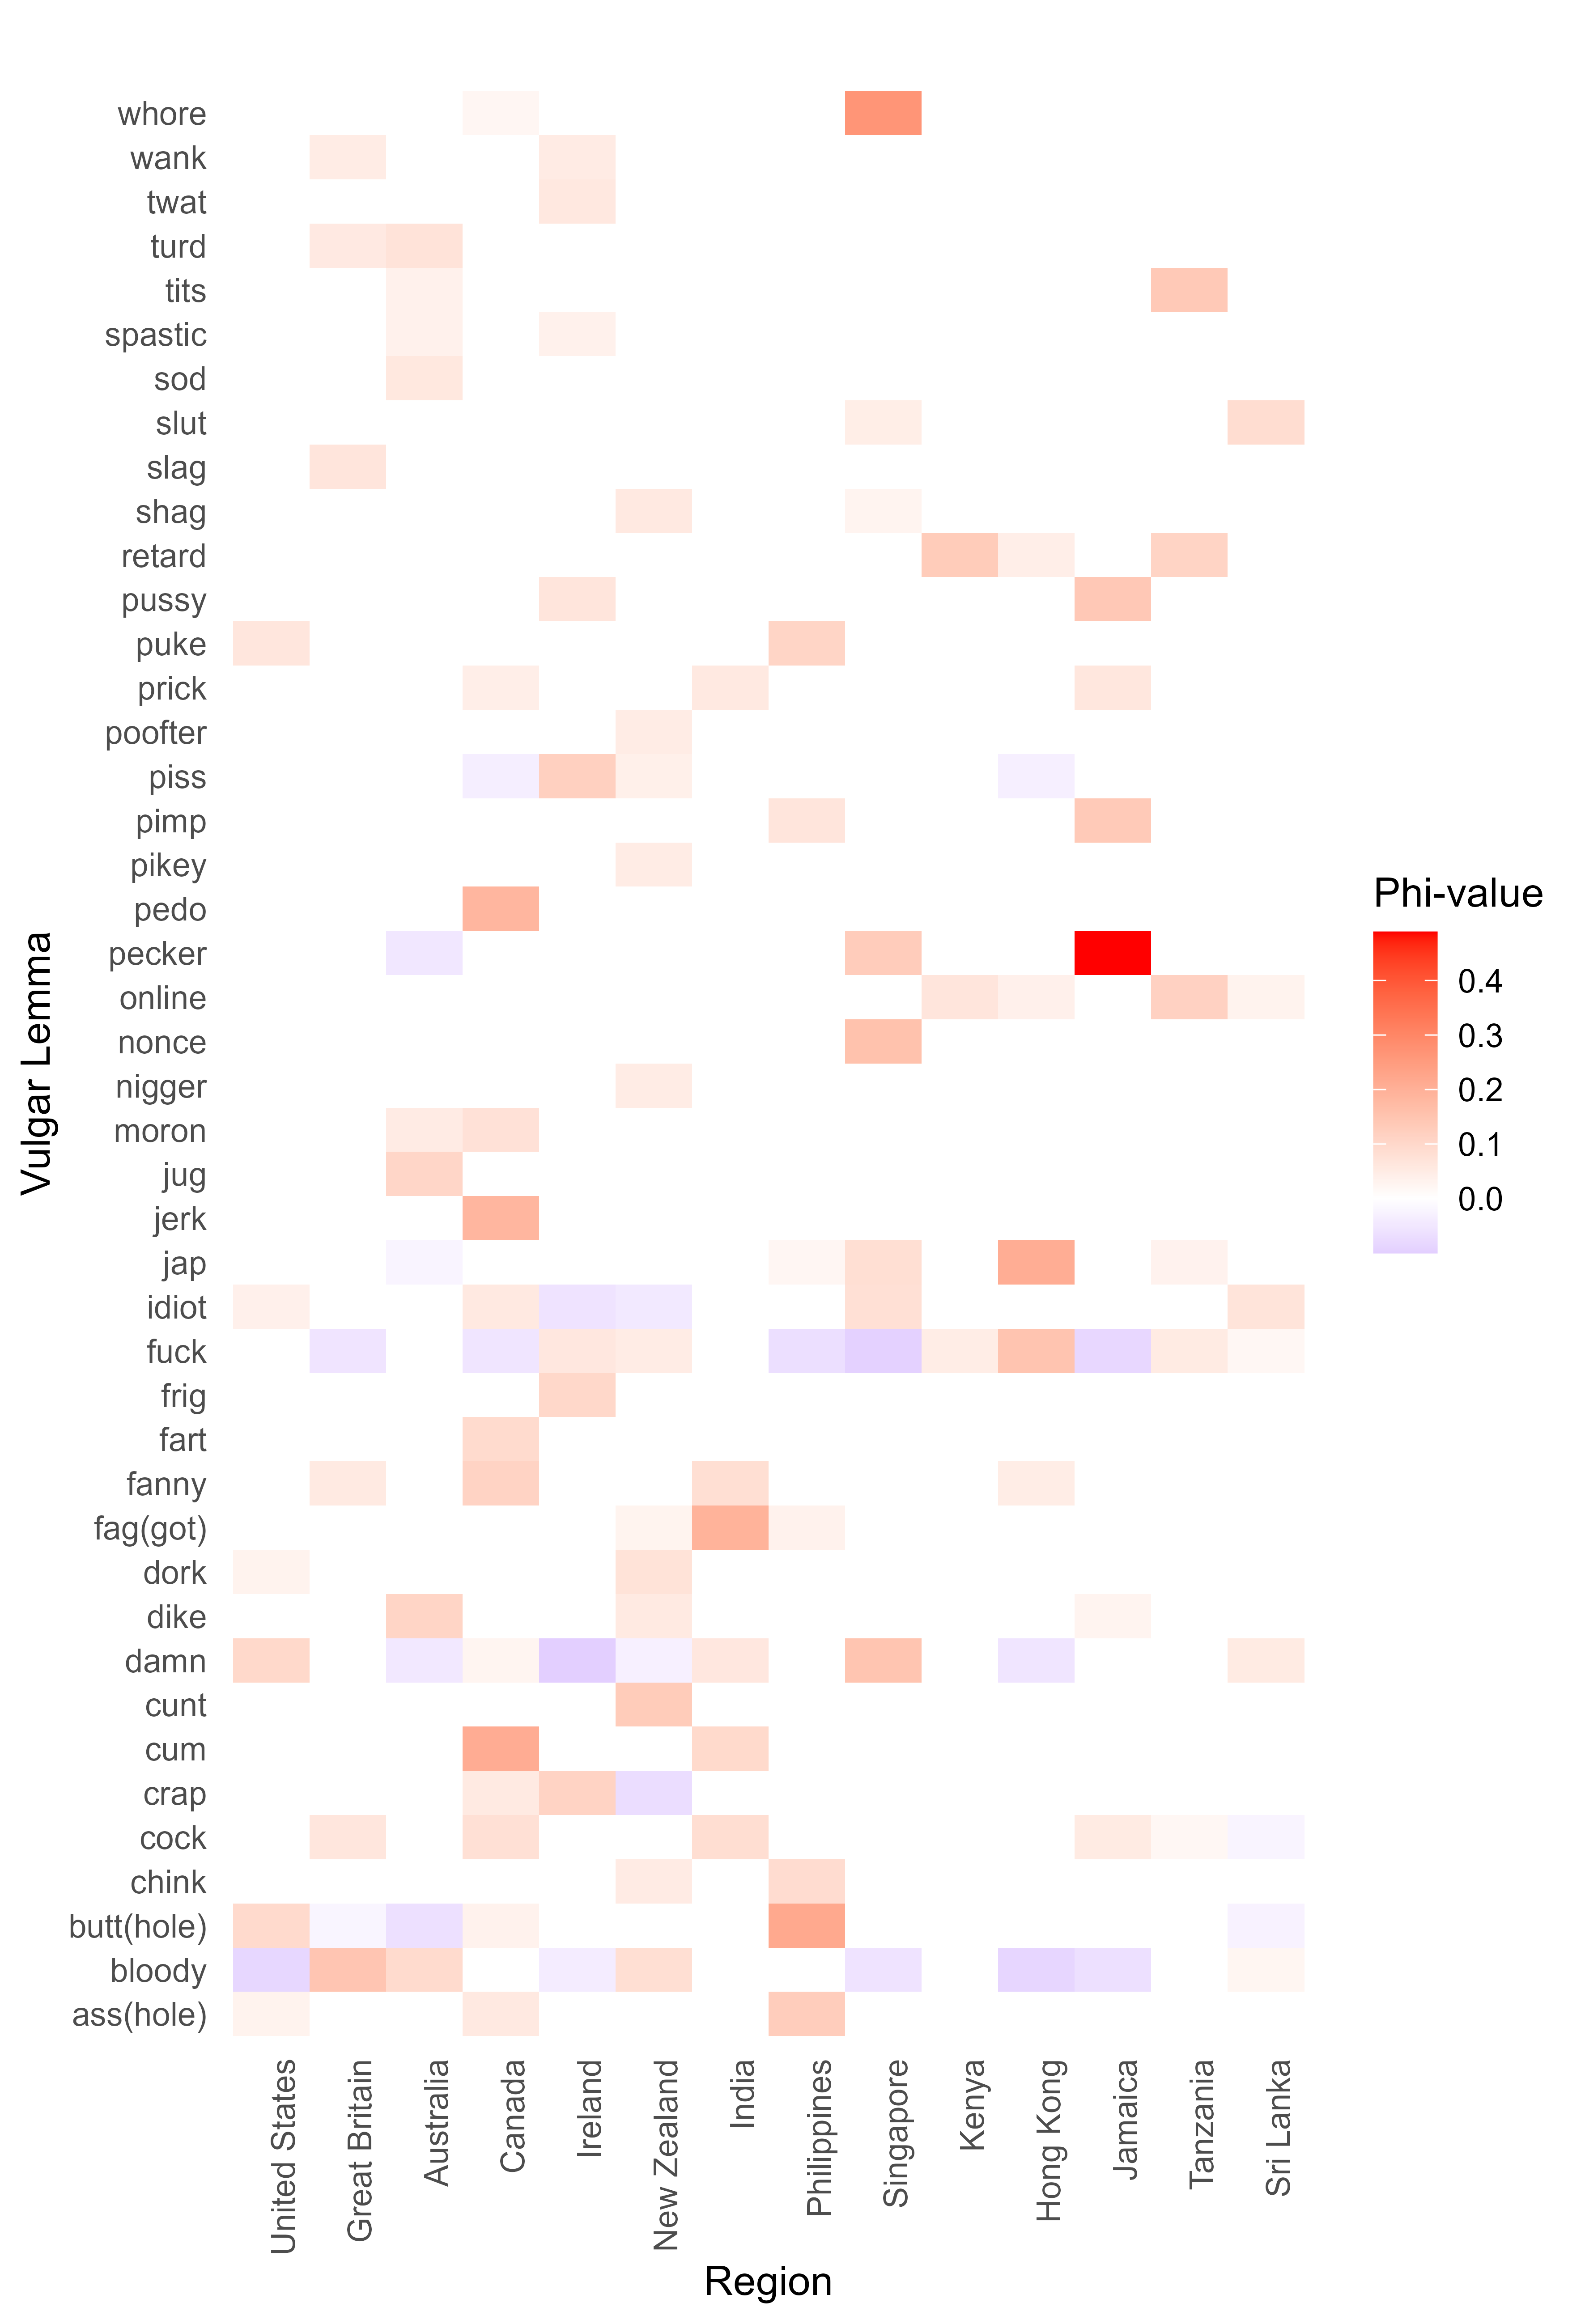 whore
wank
twat
turd
tits
spastic
sod
slut
slag
shag
retard
pussy
puke
prick
poofter
piss
pimp
pikey
pedo
pecker
online
nonce
nigger
moron
jug
jerk
jap
idiot
fuck
frig
fart
fanny
fag(got)
dork
dike
damn
cunt
cum
crap
cock
chink
butt(hole)
bloody
ass(hole)
Vulgar Lemma
United States
Great Britain
Australia
Canada
Ireland
New Zealand
India
Philippines
Singapore
Kenya
Hong Kong
Jamaica
Tanzania
Sri Lanka
Region
Phi-value
0.4
0.3
0.2
0.1
0.0